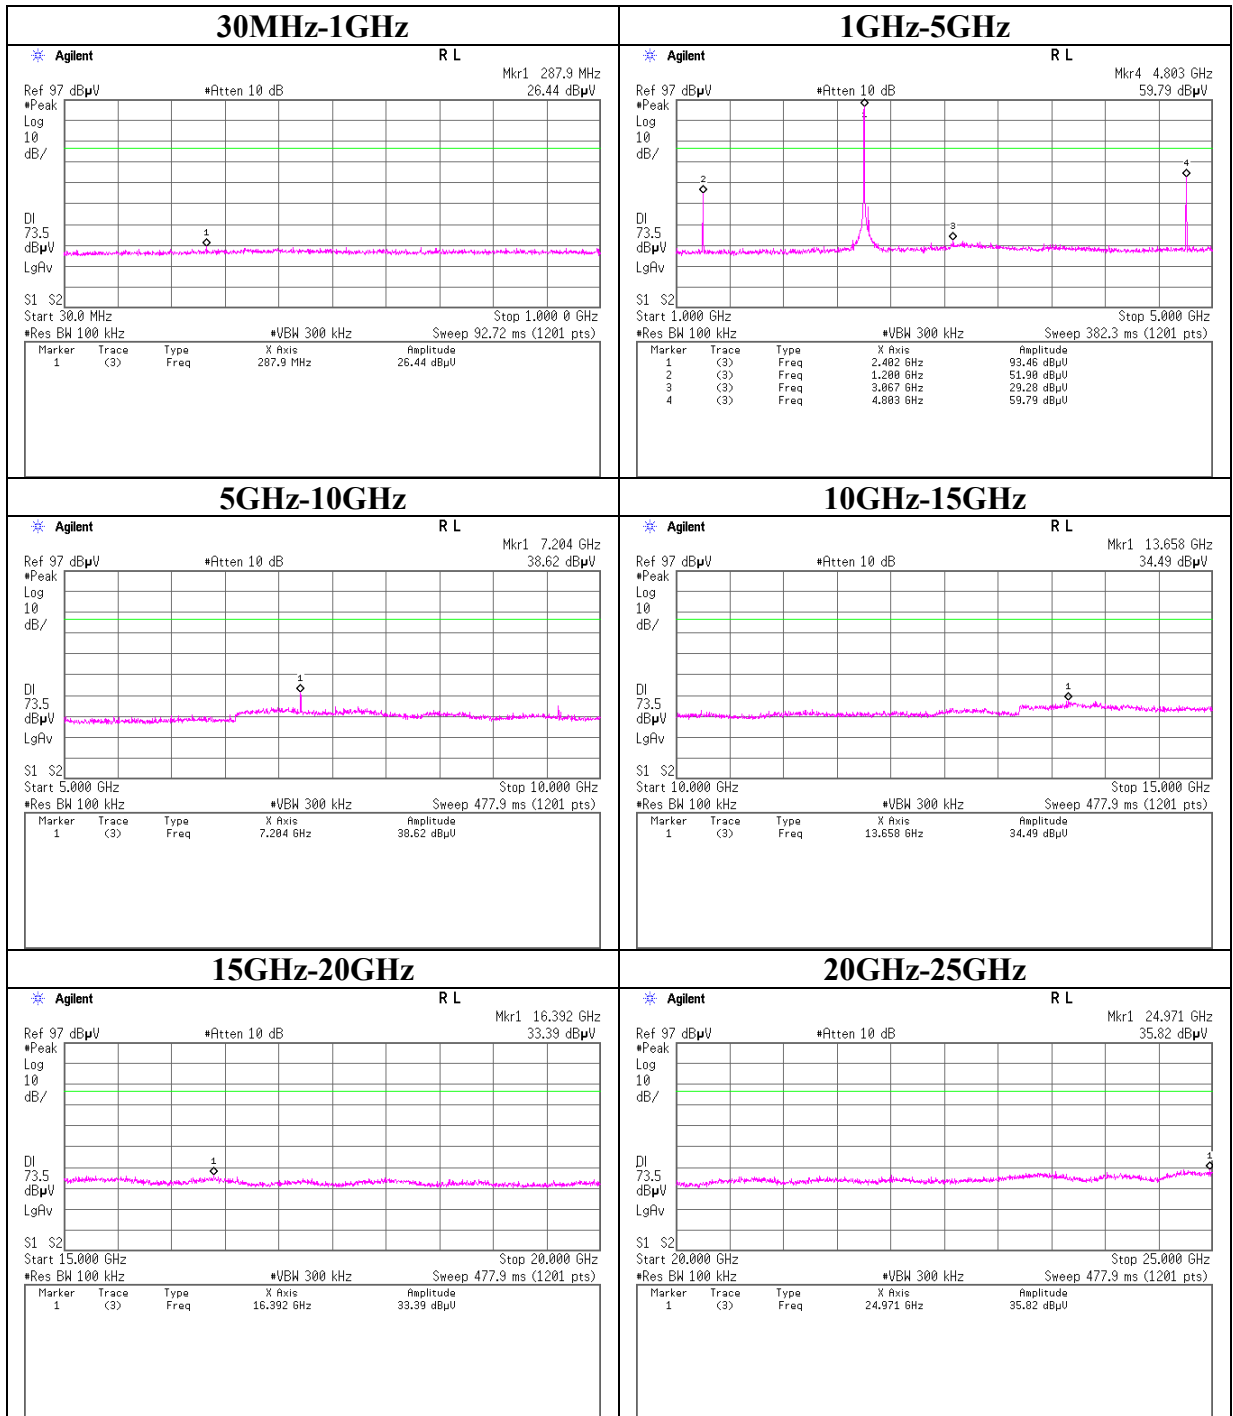 30MHz-1GHz
Agilent R L
Mkr1 287.9 MHz
Ref 97 dBµV #Atten 10 dB 26.44 dBµV
#Peak
Log
10
dB/
1
DI
73.5
dBµV
LgAv
S1 S2
Start 30.0 MHz Stop 1.000 0 GHz
#Res BW 100 kHz #VBW 300 kHz Sweep 92.72 ms (1201 pts)
Marker Trace Type X Axis Amplitude
1 (3) Freq 287.9 MHz 26.44 dBµV
1GHz-5GHz
Agilent R L
Mkr4 4.803 GHz
Ref 97 dBµV #Atten 10 dB 59.79 dBµV
#Peak
Log
10
dB/
1
2
4
3
DI
73.5
dBµV
LgAv
S1 S2
Start 1.000 GHz Stop 5.000 GHz
#Res BW 100 kHz #VBW 300 kHz Sweep 382.3 ms (1201 pts)
Marker Trace Type X Axis Amplitude
1 (3) Freq 2.402 GHz 93.46 dBµV
2 (3) Freq 1.200 GHz 51.90 dBµV
3 (3) Freq 3.067 GHz 29.28 dBµV
4 (3) Freq 4.803 GHz 59.79 dBµV
5GHz-10GHz
Agilent R L
Mkr1 7.204 GHz
Ref 97 dBµV #Atten 10 dB 38.62 dBµV
#Peak
Log
10
dB/
1
DI
73.5
dBµV
LgAv
S1 S2
Start 5.000 GHz Stop 10.000 GHz
#Res BW 100 kHz #VBW 300 kHz Sweep 477.9 ms (1201 pts)
Marker Trace Type X Axis Amplitude
1 (3) Freq 7.204 GHz 38.62 dBµV
10GHz-15GHz
Agilent R L
Mkr1 13.658 GHz
Ref 97 dBµV #Atten 10 dB 34.49 dBµV
#Peak
Log
10
dB/
1
DI
73.5
dBµV
LgAv
S1 S2
Start 10.000 GHz Stop 15.000 GHz
#Res BW 100 kHz #VBW 300 kHz Sweep 477.9 ms (1201 pts)
Marker Trace Type X Axis Amplitude
1 (3) Freq 13.658 GHz 34.49 dBµV
15GHz-20GHz
Agilent R L
Mkr1 16.392 GHz
Ref 97 dBµV #Atten 10 dB 33.39 dBµV
#Peak
Log
10
dB/
1
DI
73.5
dBµV
LgAv
S1 S2
Start 15.000 GHz Stop 20.000 GHz
#Res BW 100 kHz #VBW 300 kHz Sweep 477.9 ms (1201 pts)
Marker Trace Type X Axis Amplitude
1 (3) Freq 16.392 GHz 33.39 dBµV
20GHz-25GHz
Agilent R L
Mkr1 24.971 GHz
Ref 97 dBµV #Atten 10 dB 35.82 dBµV
#Peak
Log
10
dB/
1
DI
73.5
dBµV
LgAv
S1 S2
Start 20.000 GHz Stop 25.000 GHz
#Res BW 100 kHz #VBW 300 kHz Sweep 477.9 ms (1201 pts)
Marker Trace Type X Axis Amplitude
1 (3) Freq 24.971 GHz 35.82 dBµV